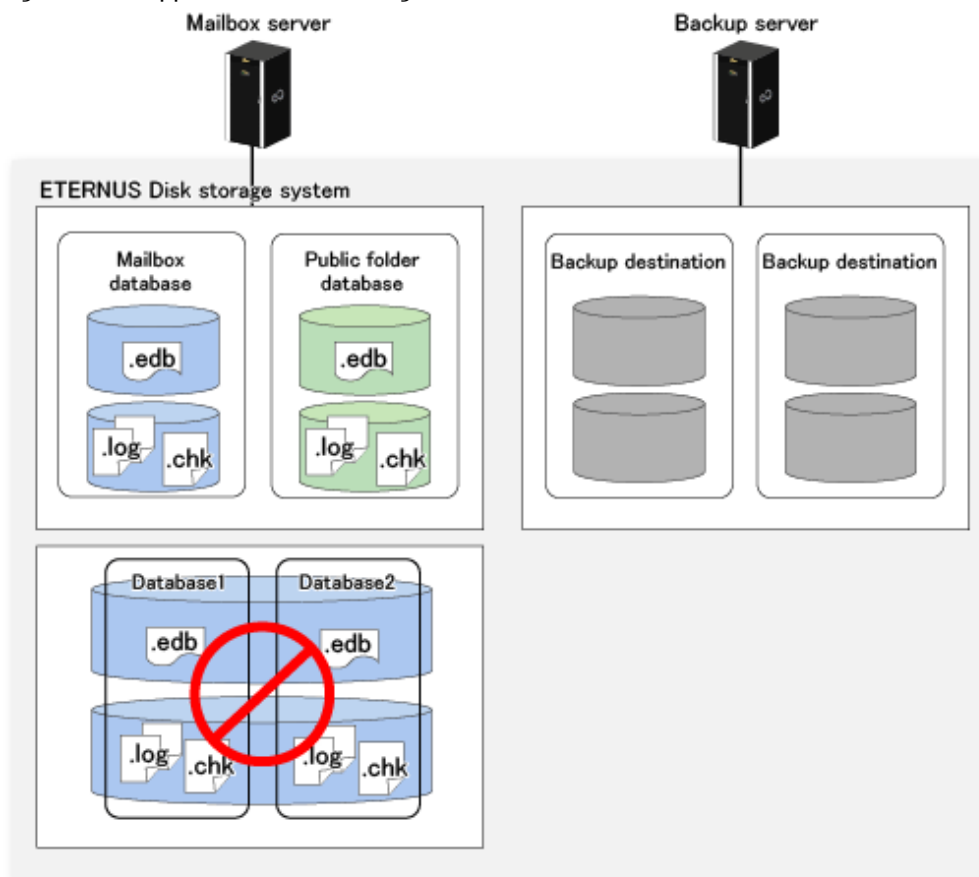 Mailbox server
Backup server
ETERNUS Disk storage system
Mailbox
database
Public folder
database
Backup destination
Backup destination
.edb
.edb
.log
.chk
.log
.chk
Database1
Database2
.edb
.edb
.log
.chk
.log
.chk